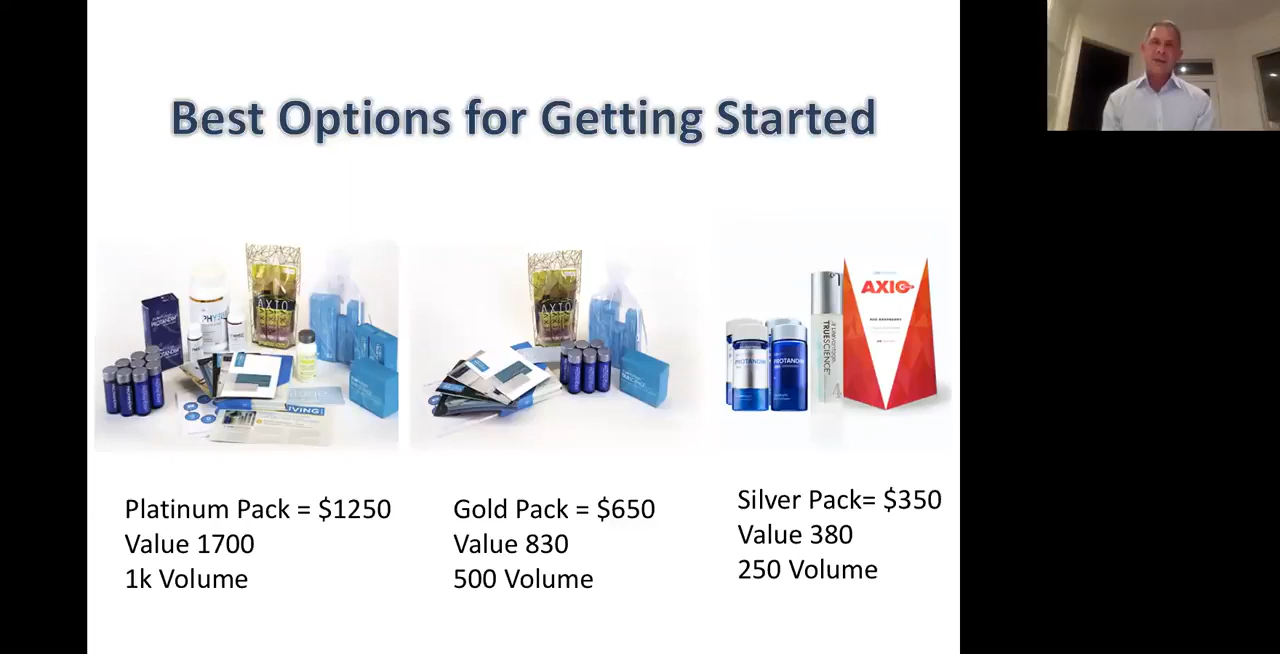 Best Options for Getting Started
AXIO
PROTANDIM
LIVING
AXIO
AXIO
TRUESCIENCE
PROTANDIM
PROTANDIM
Platinum Pack = $1250
Value 1700
1k Volume
Gold Pack = $650
Value 830
500 Volume
Silver Pack= $350
Value 380
250 Volume